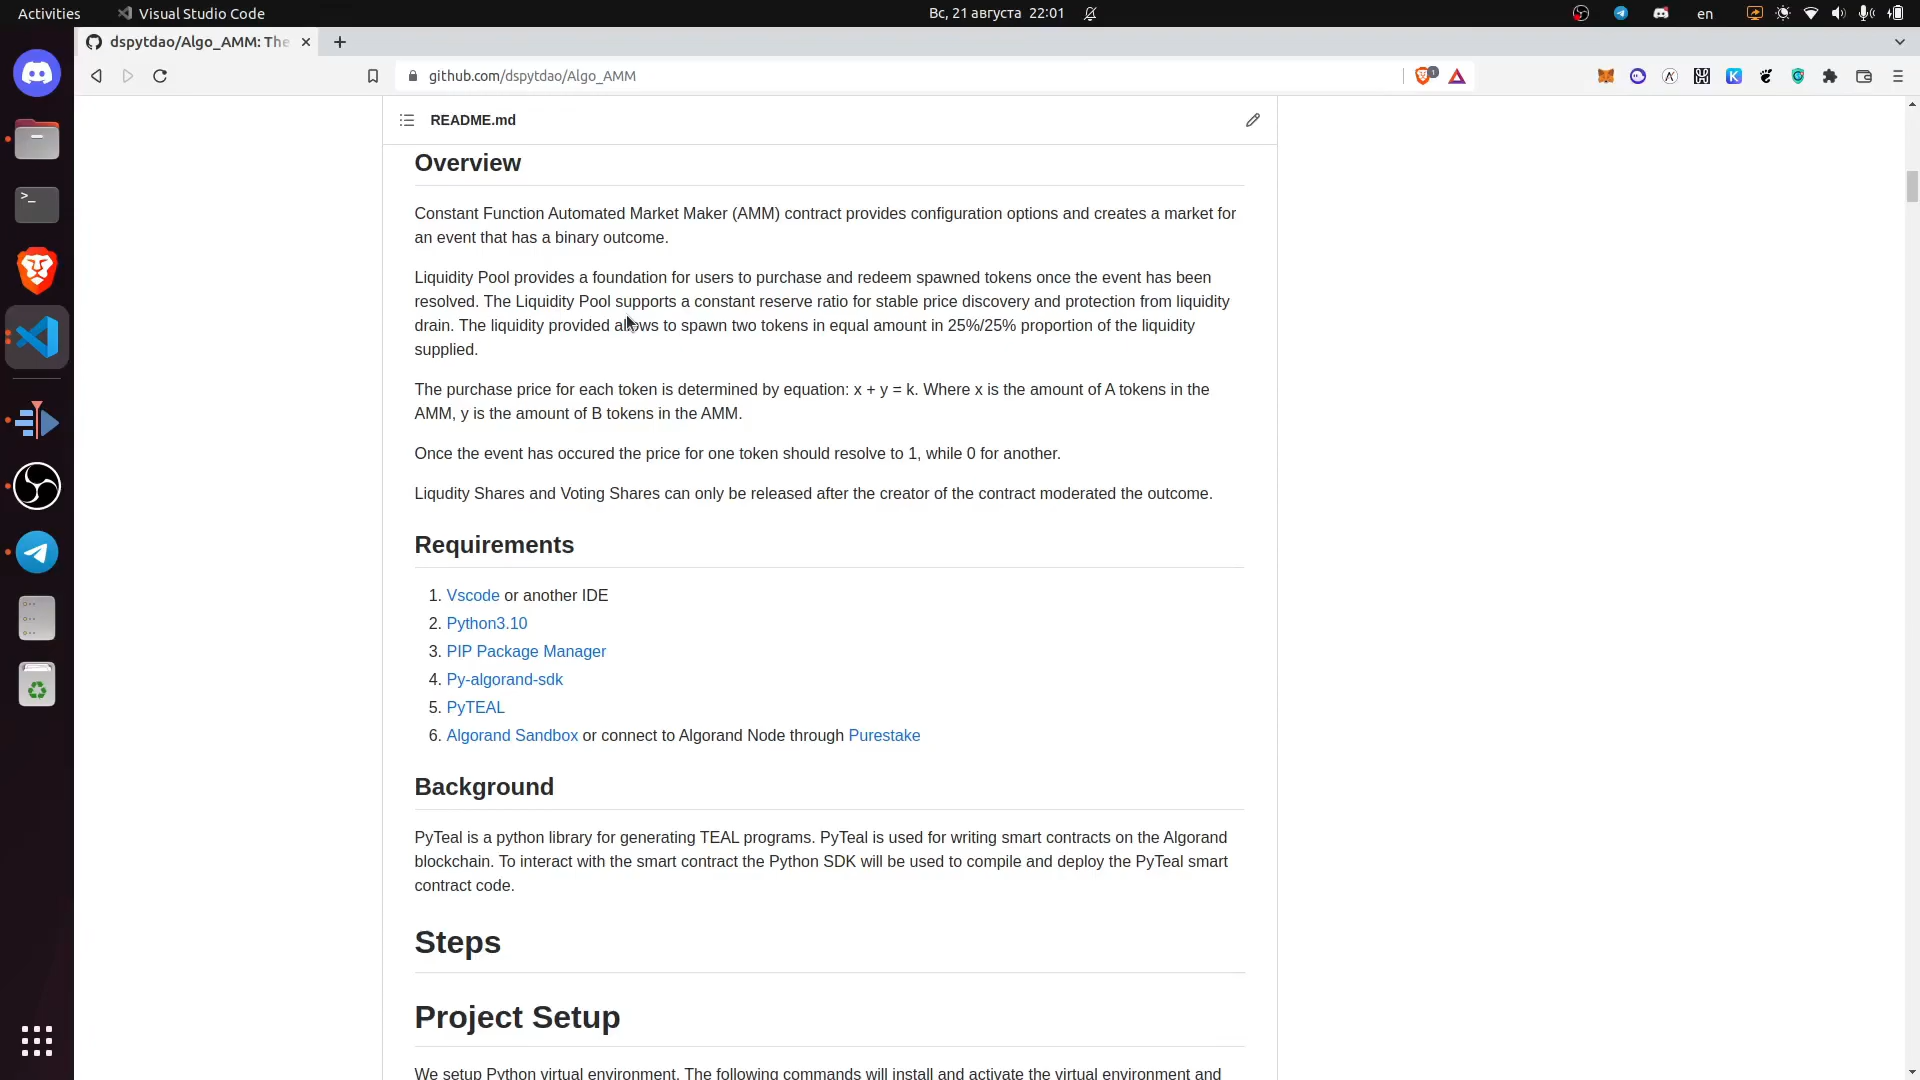 Activities
Visual Studio Code
Вс, 21 августа 22:01
en
dspytdao/Algo_AMM: The
github.com/dspytdao/Algo_AMM
1
README.md
Overview
Constant Function Automated Market Maker (AMM) contract provides configuration options and creates a market for
an event that has a binary outcome.
Liquidity Pool provides a foundation for users to purchase and redeem spawned tokens once the event has been
resolved. The Liquidity Pool supports a constant reserve ratio for stable price discovery and protection from liquidity
drain. The liquidity provided allows to spawn two tokens in equal amount in 25%/25% proportion of the liquidity
supplied.
The purchase price for each token is determined by equation: x + y = k. Where x is the amount of A tokens in the
AMM, y is the amount of B tokens in the AMM.
Once the event has occured the price for one token should resolve to 1, while 0 for another.
Liqudity Shares and Voting Shares can only be released after the creator of the contract moderated the outcome.
Requirements
1. Vscode or another IDE
2. Python3.10
3. PIP Package Manager
4. Py-algorand-sdk
5. PyTEAL
6. Algorand Sandbox or connect to Algorand Node through Purestake
Background
PyTeal is a python library for generating TEAL programs. PyTeal is used for writing smart contracts on the Algorand
blockchain. To interact with the smart contract the Python SDK will be used to compile and deploy the PyTeal smart
contract code.
Steps
Project Setup
We setup Python virtual environment. The following commands will install and activate the virtual environment and